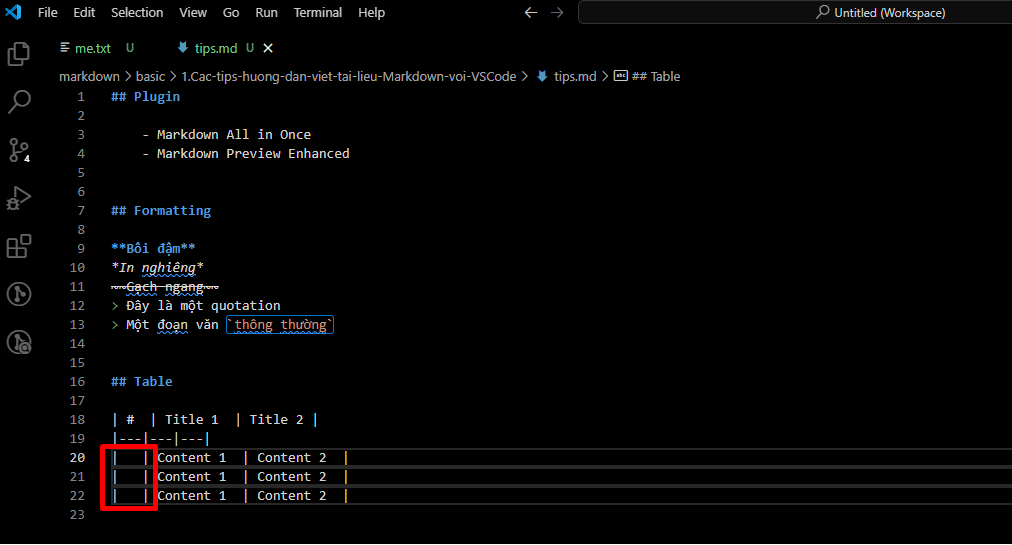 File Edit Selection View Go Run Terminal Help Untitled (Workspace)
me.txt U tips.md U
markdown > basic > 1.Cac-tips-huong-dan-viet-tai-lieu-Markdown-voi-VSCode > tips.md > ## Table
1 ## Plugin
2
3 - Markdown All in Once
4 - Markdown Preview Enhanced
5
6
7 ## Formatting
8
9 **Bôi đậm**
10 *In nghiêng*
11 ~~Gạch ngang~~
12 > Đây là một quotation
13 > Một đoạn văn `thông thường`
14
15
16 ## Table
17
18 | # | Title 1 | Title 2 |
19 |---|---|---|
20 | | Content 1 | Content 2 |
21 | | Content 1 | Content 2 |
22 | | Content 1 | Content 2 |
23
4